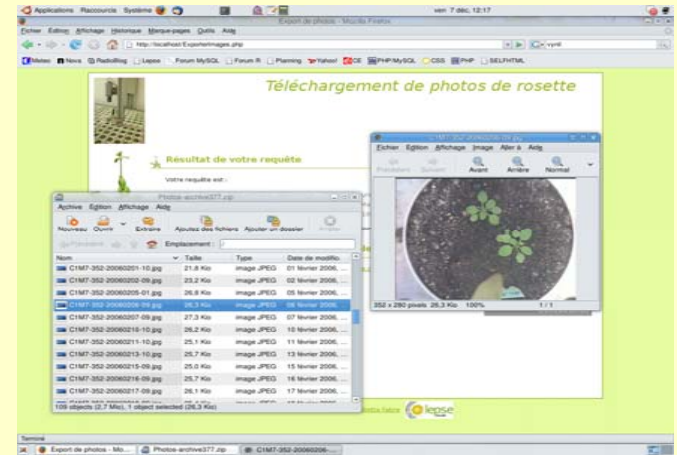 Applications Raccourcis Système ven 7 déc, 12:17
Export de photos - Mozilla Firefox
Fichier Edition Affichage Historique Marque-pages Outils Aide
http://localhost/ExporterImages.php
vynil
Meteo Nova RadioBlog Lepse Forum MySQL Forum R Planning Yahoo! CE PHP/MySQL CSS PHP SELFHTML
Téléchargement de photos de rosette
Résultat de votre requête
Votre requête est :
Fichier Edition Affichage Image Aller à Aide
Précédent Suivant Avant Arrière Normal
352 x 280 pixels 26,3 Kio 100% 1 / 1
Photos-archive377.zip
Archive Edition Affichage Aide
Nouveau Ouvrir Extraire Ajouter des fichiers Ajouter un dossier
Emplacement : /
Nom Taille Type Date de modific.
C1M7-352-20060201-10.jpg 21,8 Kio image JPEG 01 février 2006, ...
C1M7-352-20060202-09.jpg 23,2 Kio image JPEG 02 février 2006, ...
C1M7-352-20060205-01.jpg 26,8 Kio image JPEG 05 février 2006, ...
C1M7-352-20060206-09.jpg 26,3 Kio image JPEG 06 février 2006, ...
C1M7-352-20060207-09.jpg 27,3 Kio image JPEG 07 février 2006, ...
C1M7-352-20060210-10.jpg 26,2 Kio image JPEG 10 février 2006, ...
C1M7-352-20060211-10.jpg 25,1 Kio image JPEG 11 février 2006, ...
C1M7-352-20060213-10.jpg 25,7 Kio image JPEG 13 février 2006, ...
C1M7-352-20060215-09.jpg 25,0 Kio image JPEG 15 février 2006, ...
C1M7-352-20060216-09.jpg 25,7 Kio image JPEG 16 février 2006, ...
C1M7-352-20060217-09.jpg 26,1 Kio image JPEG 17 février 2006, ...
109 objects (2,7 Mio), 1 object selected (26,3 Kio)
lepse
Terminé
Export de photos - Mo... Photos-archive377.zip C1M7-352-20060206-...